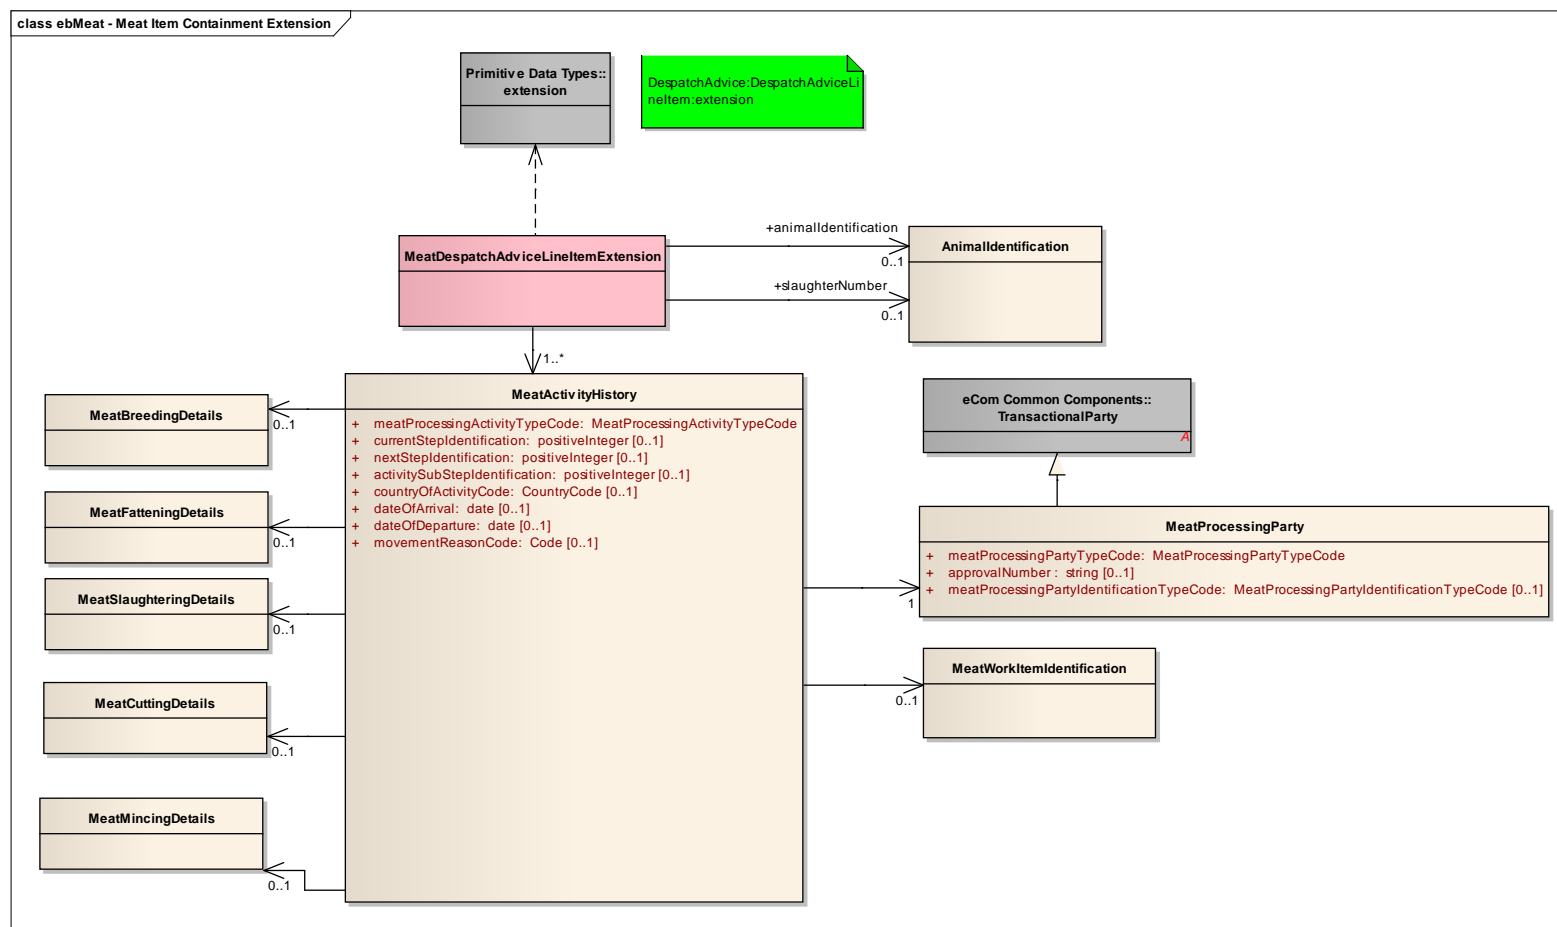 class ebMeat - Meat Item Containment Extension
Primitive Data Types::
extension
DespatchAdvice:DespatchAdviceLi
neItem:extension
+animalIdentification
0..1
MeatDespatchAdviceLineItemExtension
AnimalIdentification
+slaughterNumber
0..1
1..*
MeatActivityHistory
+ meatProcessingActivityTypeCode: MeatProcessingActivityTypeCode
+ currentStepIdentification: positiveInteger [0..1]
+ nextStepIdentification: positiveInteger [0..1]
+ activitySubStepIdentification: positiveInteger [0..1]
+ countryOfActivityCode: CountryCode [0..1]
+ dateOfArrival: date [0..1]
+ dateOfDeparture: date [0..1]
+ movementReasonCode: Code [0..1]
MeatBreedingDetails
0..1
MeatFatteningDetails
0..1
MeatSlaughteringDetails
0..1
MeatCuttingDetails
0..1
MeatMincingDetails
0..1
eCom Common Components::
TransactionalParty
A
MeatProcessingParty
+ meatProcessingPartyTypeCode: MeatProcessingPartyTypeCode
+ approvalNumber : string [0..1]
+ meatProcessingPartyIdentificationTypeCode: MeatProcessingPartyIdentificationTypeCode [0..1]
1
MeatWorkItemIdentification
0..1